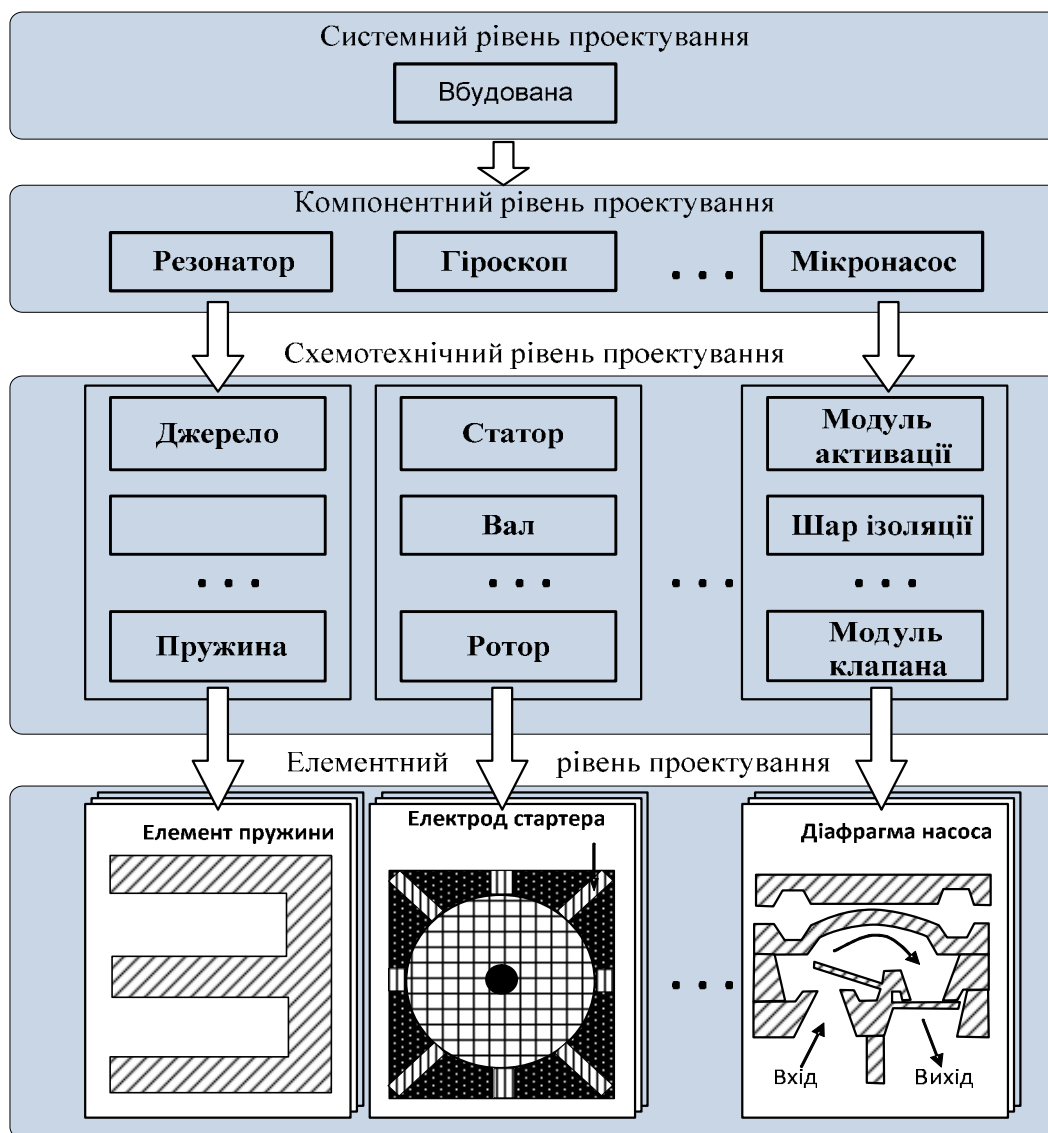 Системний рівень проектування
Вбудована
Компонентний рівень проектування
Резонатор
Гіроскоп
. . .
Мікронасос
Схемотехнічний рівень проектування
Джерело
Статор
Модуль
активації
Вал
Шар ізоляції
. . .
. . .
. . .
. . .
Пружина
Ротор
Модуль
клапана
Елементний рівень проектування
Елемент пружини
Електрод стартера
Діафрагма насоса
. . .
Вхід
Вихід